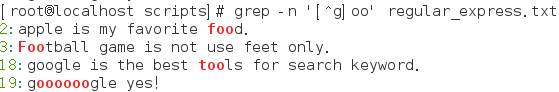 [root@localhost scripts]# grep -n '[^g]oo' regular_express.txt
2:apple is my favorite food.
3:Football game is not use feet only.
18:google is the best tools for search keyword.
19:goooooogle yes!